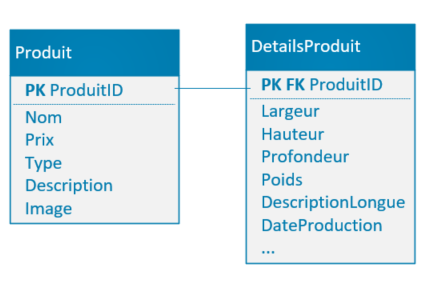 Produit
PK ProduitID
Nom
Prix
Type
Description
Image
DetailsProduit
PK FK ProduitID
Largeur
Hauteur
Profondeur
Poids
DescriptionLongue
DateProduction
...